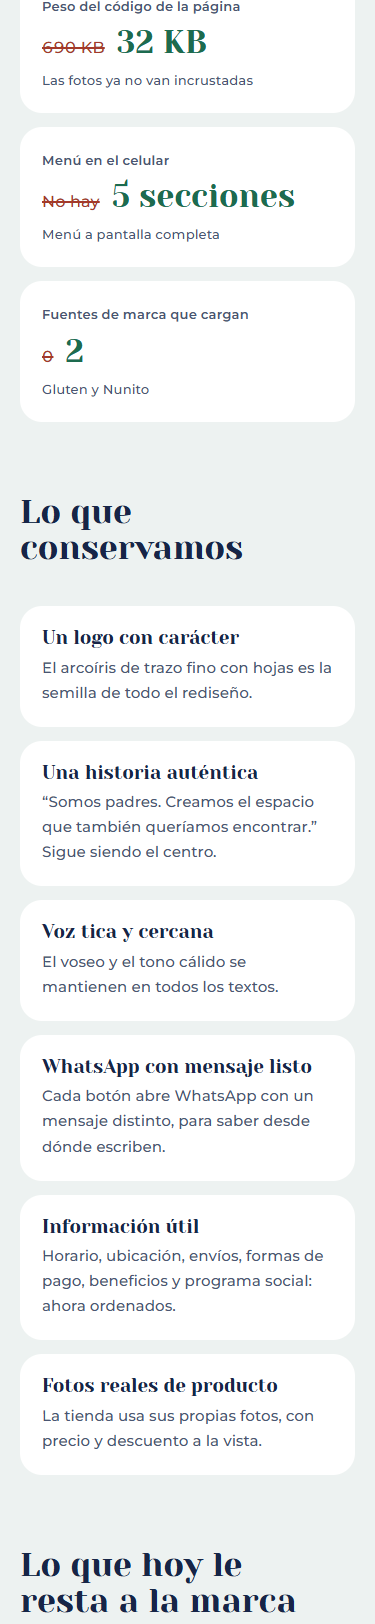 Peso del código de la página
690 KB 32 KB
Las fotos ya no van incrustadas
Menú en el celular
No hay 5 secciones
Menú a pantalla completa
Fuentes de marca que cargan
0 2
Gluten y Nunito
Lo que
conservamos
Un logo con carácter
El arcoíris de trazo fino con hojas es la
semilla de todo el rediseño.
Una historia auténtica
“Somos padres. Creamos el espacio
que también queríamos encontrar.”
Sigue siendo el centro.
Voz tica y cercana
El voseo y el tono cálido se
mantienen en todos los textos.
WhatsApp con mensaje listo
Cada botón abre WhatsApp con un
mensaje distinto, para saber desde
dónde escriben.
Información útil
Horario, ubicación, envíos, formas de
pago, beneficios y programa social:
ahora ordenados.
Fotos reales de producto
La tienda usa sus propias fotos, con
precio y descuento a la vista.
Lo que hoy le
resta a la marca